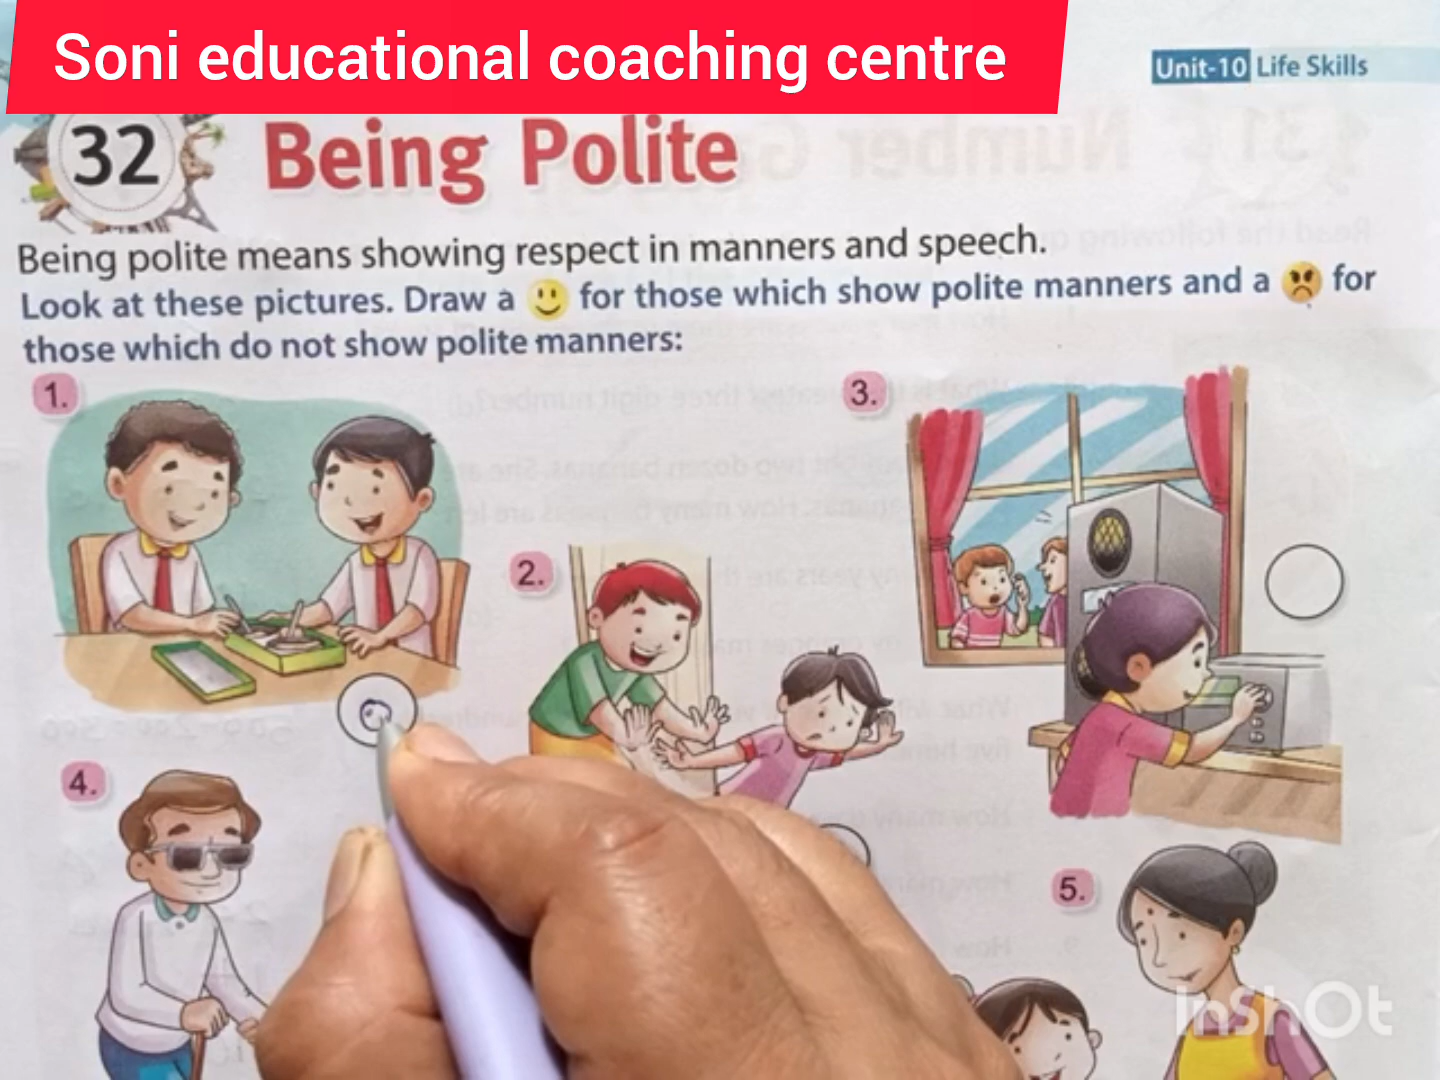 Soni educational coaching centre
Unit-10 Life Skills
32 Being Polite
Being polite means showing respect in manners and speech.
Look at these pictures. Draw a for those which show polite manners and a for
those which do not show polite manners:
1.
2.
3.
4.
5.
InShOt